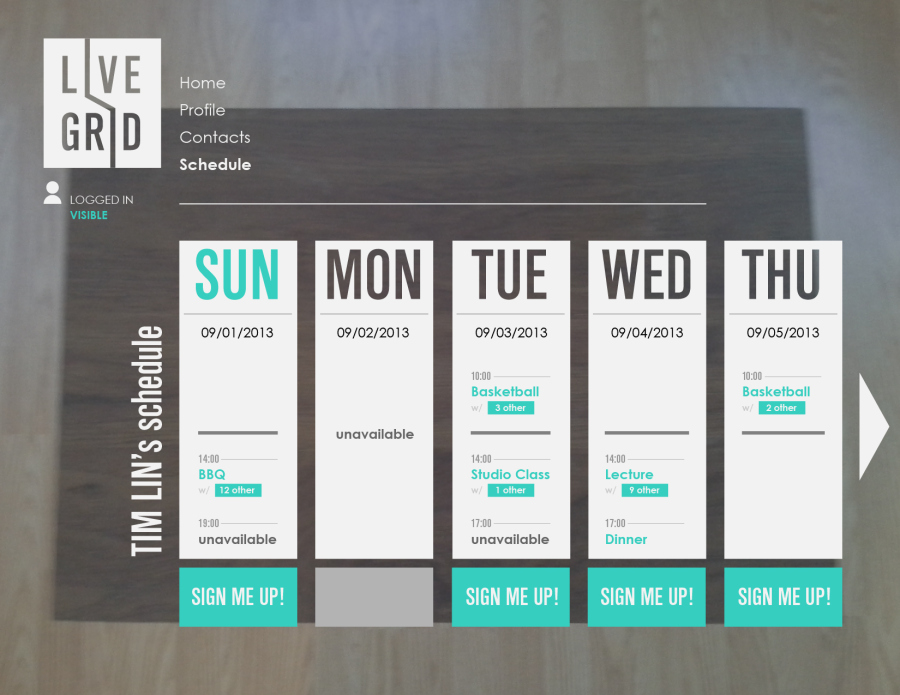 LIVE
GRID
Home
Profile
Contacts
Schedule
LOGGED IN
VISIBLE
TIM LIN's schedule
SUN
09/01/2013
14:00
BBQ
w/ 12 other
19:00
unavailable
SIGN ME UP!
MON
09/02/2013
unavailable
TUE
09/03/2013
10:00
Basketball
w/ 3 other
14:00
Studio Class
w/ 1 other
17:00
unavailable
SIGN ME UP!
WED
09/04/2013
14:00
Lecture
w/ 9 other
17:00
Dinner
SIGN ME UP!
THU
09/05/2013
10:00
Basketball
w/ 2 other
SIGN ME UP!